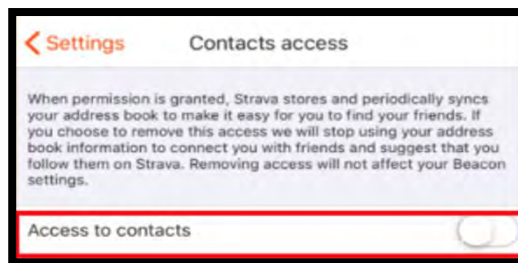 Settings Contacts access
When permission is granted, Strava stores and periodically syncs
your address book to make it easy for you to find your friends. If
you choose to remove this access we will stop using your address
book information to connect you with friends and suggest that you
follow them on Strava. Removing access will not affect your Beacon
settings.
Access to contacts